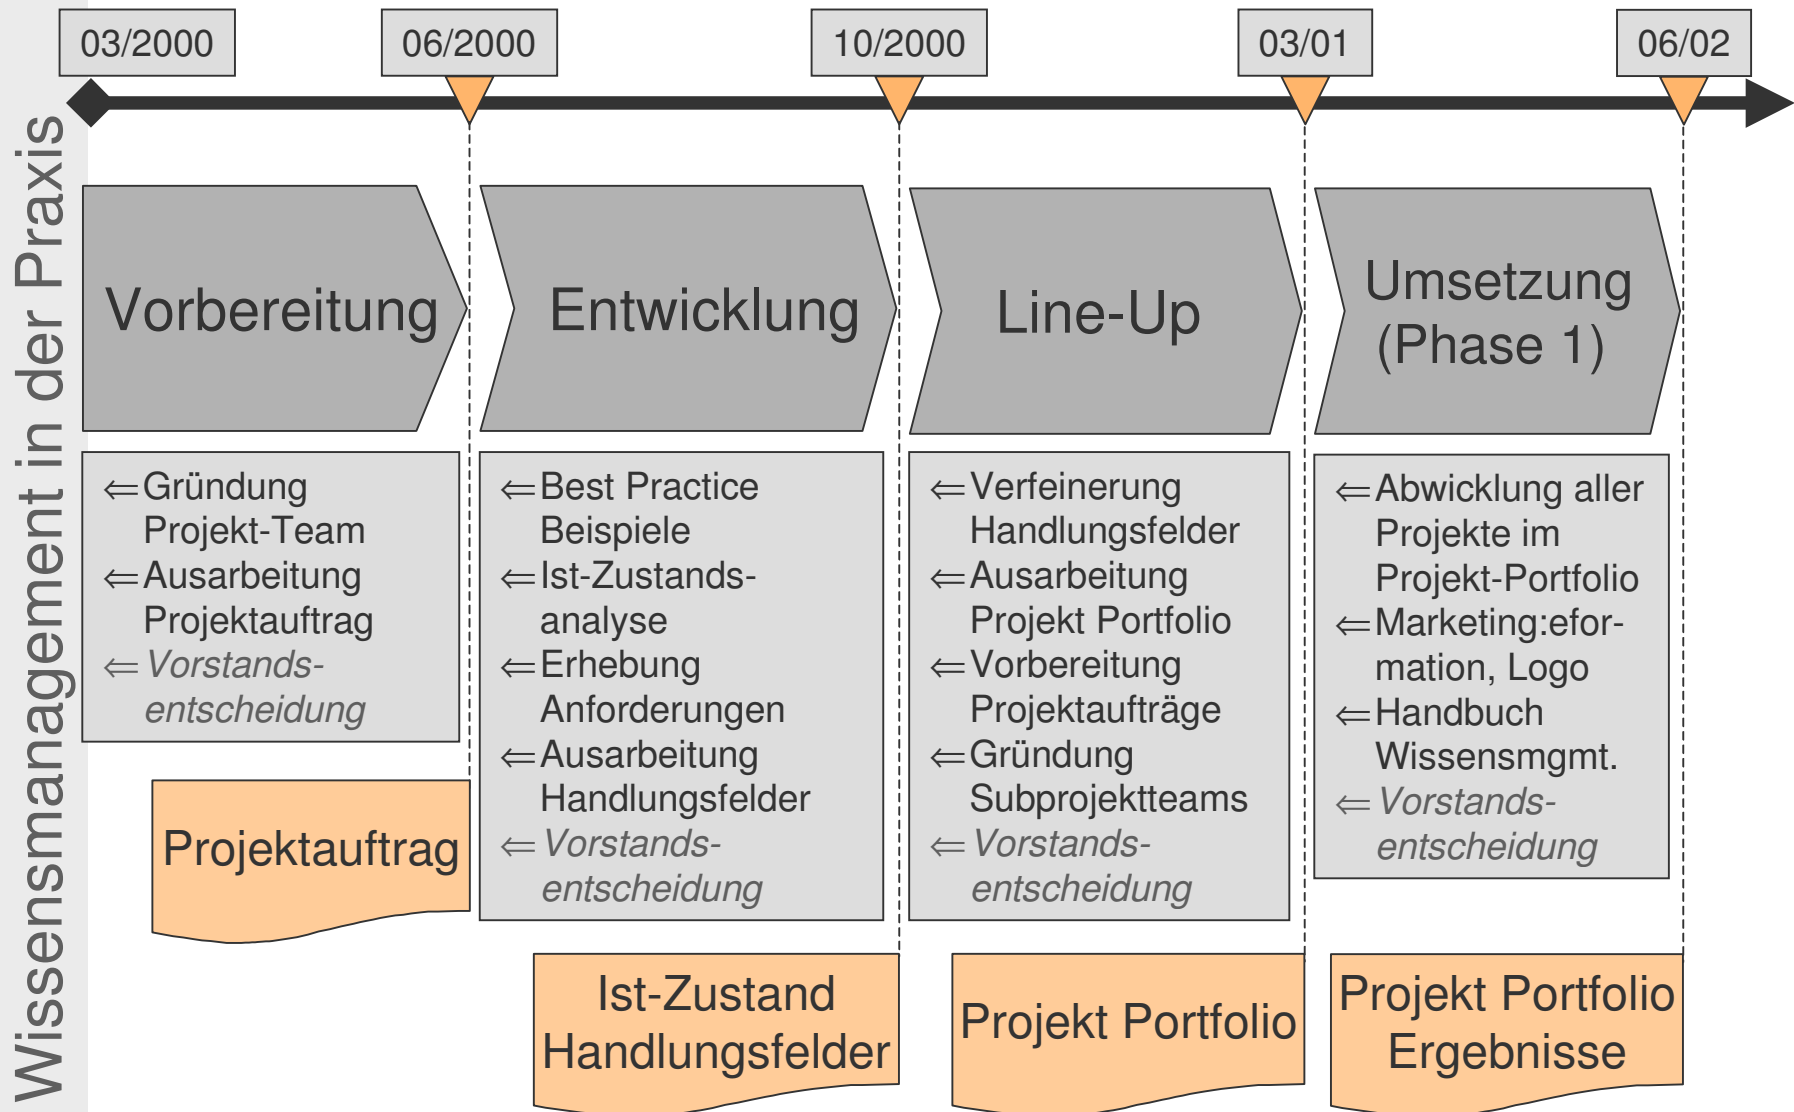 Wissensmanagement in der Praxis
03/2000
06/2000
10/2000
03/01
06/02
Vorbereitung
Entwicklung
Line-Up
Umsetzung
(Phase 1)
⇐Gründung
Projekt-Team
⇐Ausarbeitung
Projektauftrag
⇐Vorstands-
entscheidung
⇐Best Practice
Beispiele
⇐Ist-Zustands-
analyse
⇐Erhebung
Anforderungen
⇐Ausarbeitung
Handlungsfelder
⇐Vorstands-
entscheidung
⇐Verfeinerung
Handlungsfelder
⇐Ausarbeitung
Projekt Portfolio
⇐Vorbereitung
Projektaufträge
⇐Gründung
Subprojektteams
⇐Vorstands-
entscheidung
⇐Abwicklung aller
Projekte im
Projekt-Portfolio
⇐Marketing:efor-
mation, Logo
⇐Handbuch
Wissensmgmt.
⇐Vorstands-
entscheidung
Projektauftrag
Ist-Zustand
Handlungsfelder
Projekt Portfolio
Projekt Portfolio
Ergebnisse